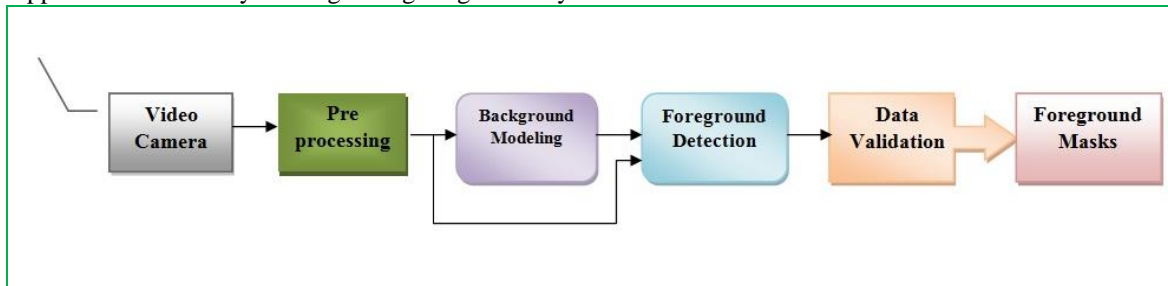 Video
Camera
Pre
processing
Background
Modeling
Foreground
Detection
Data
Validation
Foreground
Masks